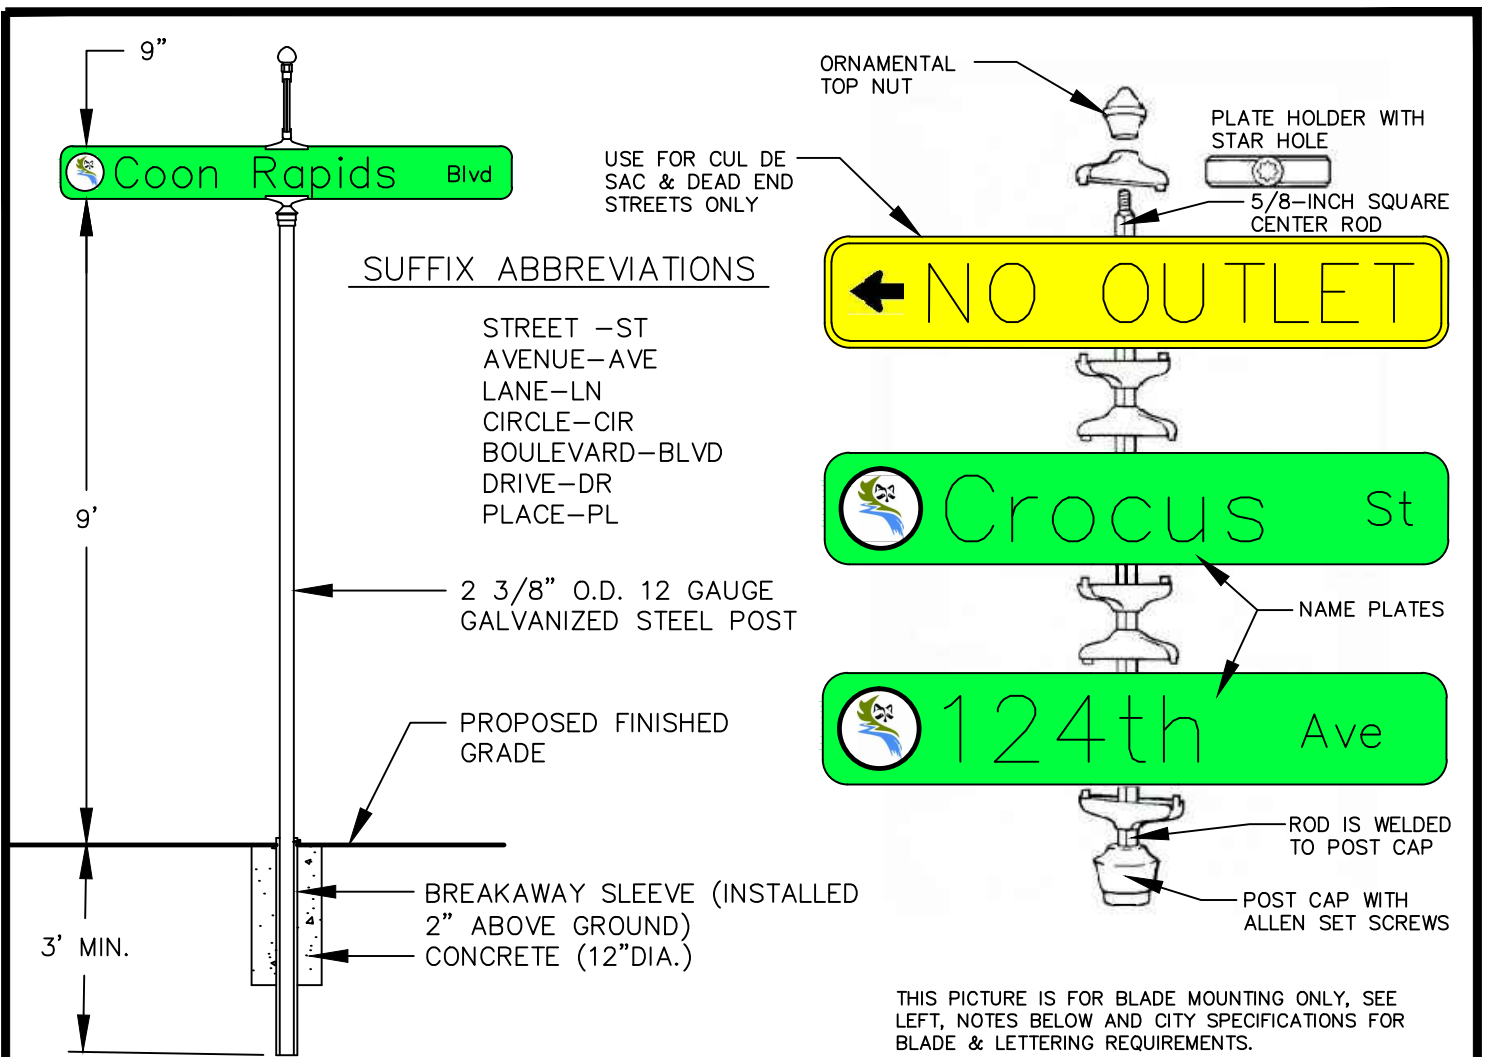 9"
Coon Rapids Blvd
SUFFIX ABBREVIATIONS
STREET –ST
AVENUE–AVE
LANE–LN
CIRCLE–CIR
BOULEVARD–BLVD
DRIVE–DR
PLACE–PL
9'
2 3/8" O.D. 12 GAUGE
GALVANIZED STEEL POST
PROPOSED FINISHED
GRADE
BREAKAWAY SLEEVE (INSTALLED
2" ABOVE GROUND)
CONCRETE (12"DIA.)
3' MIN.
ORNAMENTAL
TOP NUT
PLATE HOLDER WITH
STAR HOLE
USE FOR CUL DE
SAC & DEAD END
STREETS ONLY
5/8–INCH SQUARE
CENTER ROD
NO OUTLET
Crocus St
NAME PLATES
124th Ave
ROD IS WELDED
TO POST CAP
POST CAP WITH
ALLEN SET SCREWS
THIS PICTURE IS FOR BLADE MOUNTING ONLY, SEE
LEFT, NOTES BELOW AND CITY SPECIFICATIONS FOR
BLADE & LETTERING REQUIREMENTS.